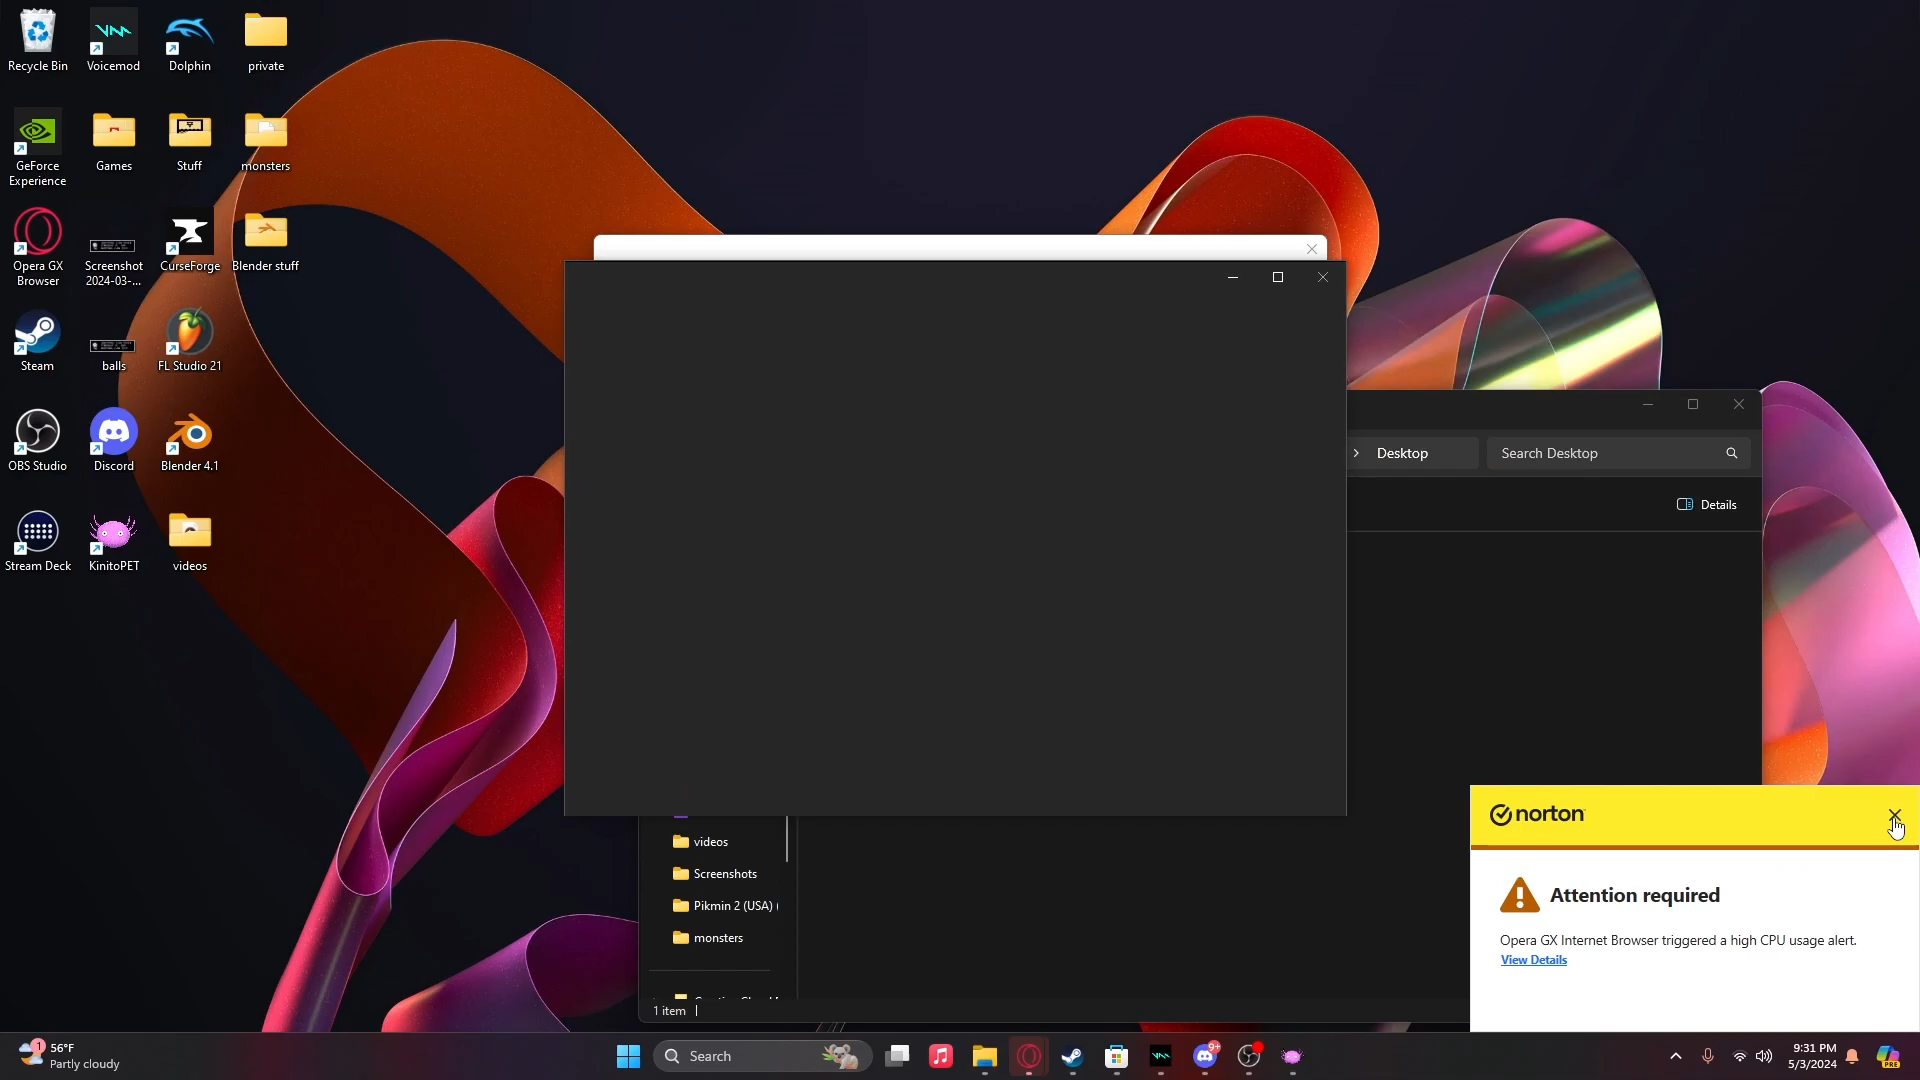 Recycle Bin
Voicemod
Dolphin
private
GeForce
Experience
Games
Stuff
monsters
Opera GX
Browser
Screenshot
2024-03-...
CurseForge
Blender stuff
Steam
balls
FL Studio 21
OBS Studio
Discord
Blender 4.1
Stream Deck
KinitoPET
videos
Desktop
Search Desktop
Details
videos
Screenshots
Pikmin 2 (USA) (
monsters
1 item
norton
Attention required
Opera GX Internet Browser triggered a high CPU usage alert.
View Details
1
56°F
Partly cloudy
Search
9+
9:31 PM
5/3/2024
PRE